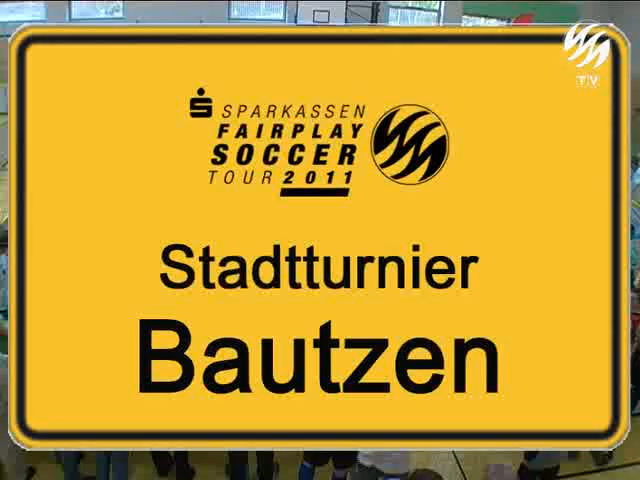 SPARKASSEN
FAIRPLAY
SOCCER
TOUR 2011
Stadtturnier
Bautzen
TV